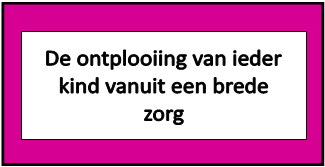 De ontplooiing van ieder
kind vanuit een brede
zorg